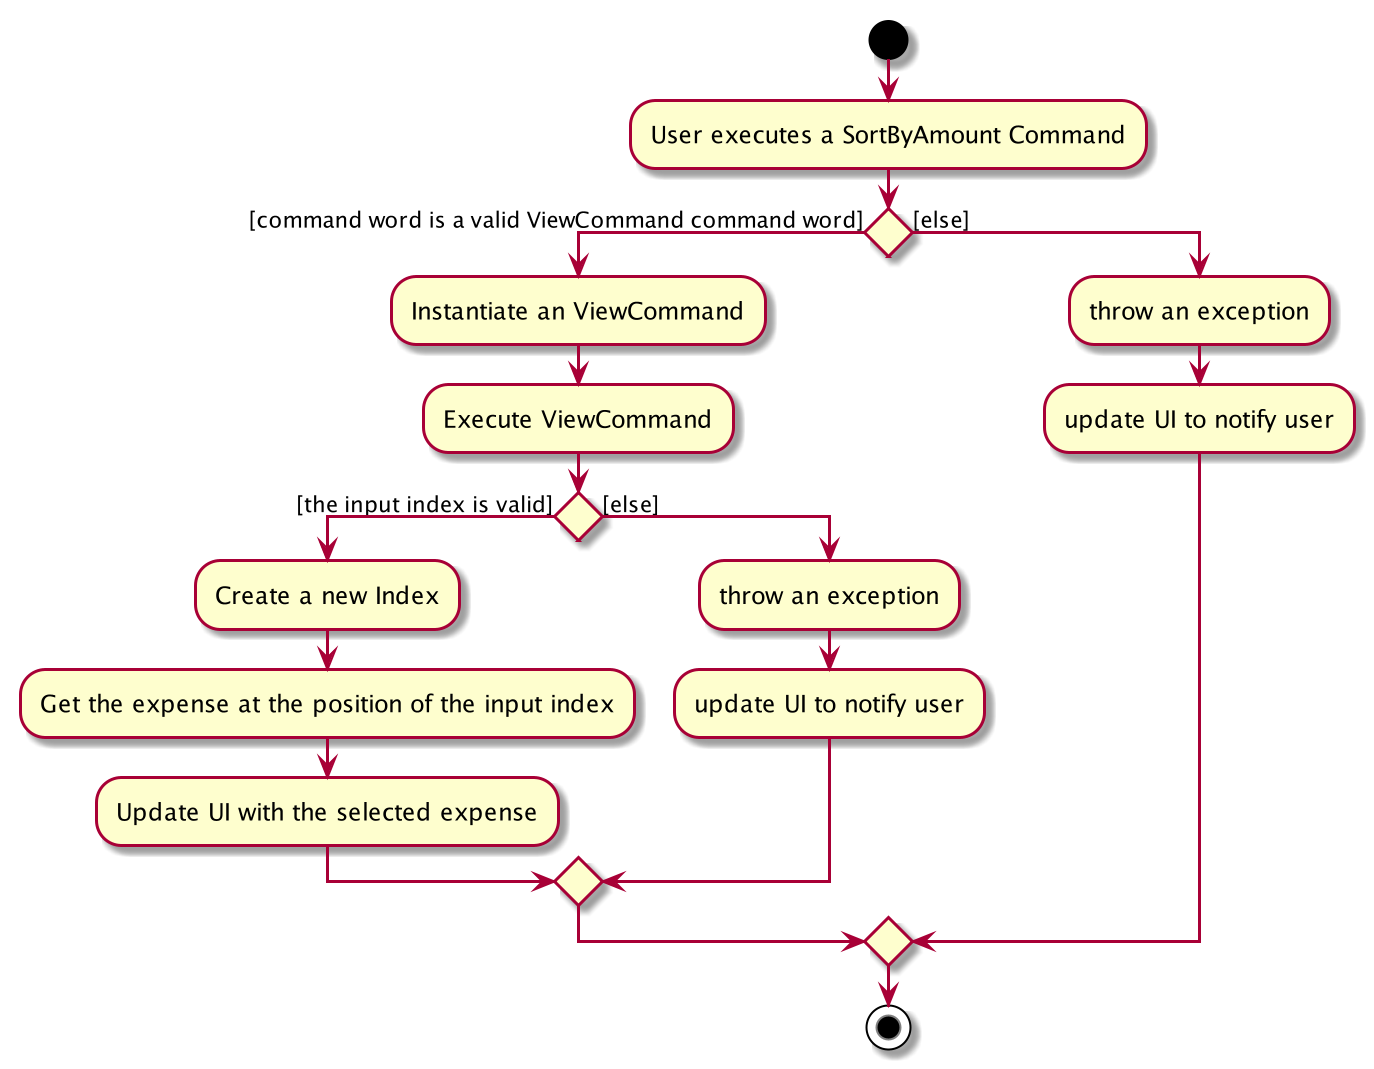 User executes a SortByAmount Command
[command word is a valid ViewCommand command word]
[else]
Instantiate an ViewCommand
throw an exception
Execute ViewCommand
update UI to notify user
[the input index is valid]
[else]
Create a new Index
throw an exception
Get the expense at the position of the input index
update UI to notify user
Update UI with the selected expense